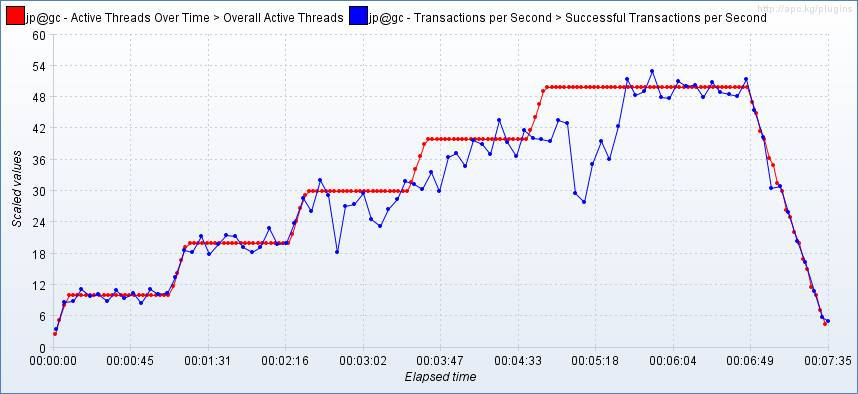 jp@gc - Active Threads Over Time > Overall Active Threads jp@gc - Transactions per Second > Successful Transactions per Second
http://apc.kg/plugins
60
54
48
42
36
30
24
18
12
6
0
Scaled values
00:00:00 00:00:45 00:01:31 00:02:16 00:03:02 00:03:47 00:04:33 00:05:18 00:06:04 00:06:49 00:07:35
Elapsed time